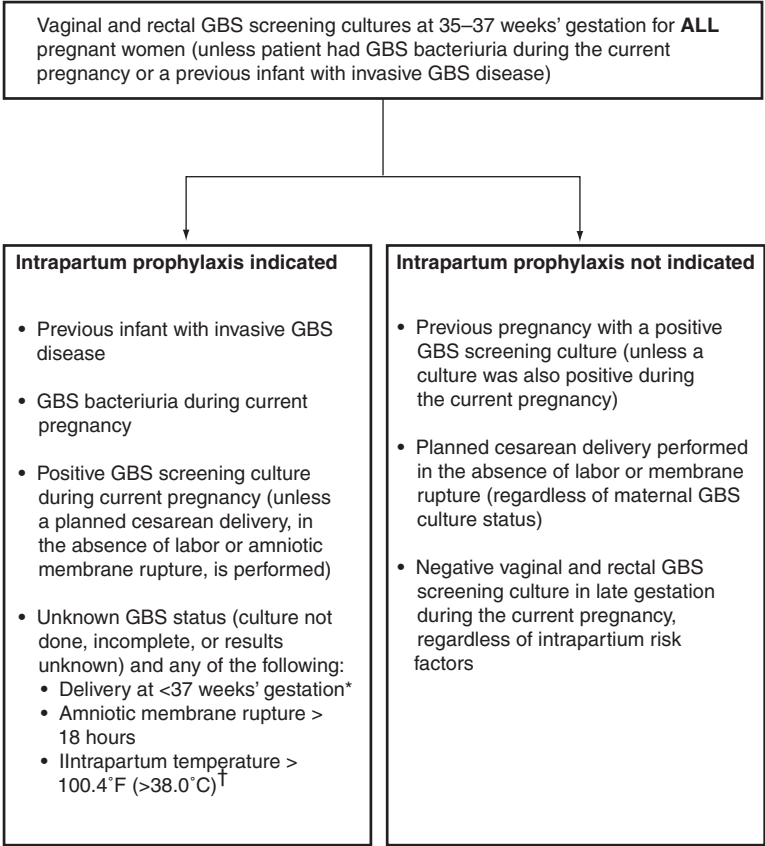 Vaginal and rectal GBS screening cultures at 35–37 weeks’ gestation for ALL
pregnant women (unless patient had GBS bacteriuria during the current
pregnancy or a previous infant with invasive GBS disease)
Intrapartum prophylaxis indicated
• Previous infant with invasive GBS
disease
• GBS bacteriuria during current
pregnancy
• Positive GBS screening culture
during current pregnancy (unless
a planned cesarean delivery, in
the absence of labor or amniotic
membrane rupture, is performed)
• Unknown GBS status (culture not
done, incomplete, or results
unknown) and any of the following:
• Delivery at <37 weeks’ gestation*
• Amniotic membrane rupture >
18 hours
• IIntrapartum temperature >
100.4˚F (>38.0˚C)†
Intrapartum prophylaxis not indicated
• Previous pregnancy with a positive
GBS screening culture (unless a
culture was also positive during
the current pregnancy)
• Planned cesarean delivery performed
in the absence of labor or membrane
rupture (regardless of maternal GBS
culture status)
• Negative vaginal and rectal GBS
screening culture in late gestation
during the current pregnancy,
regardless of intrapartium risk
factors